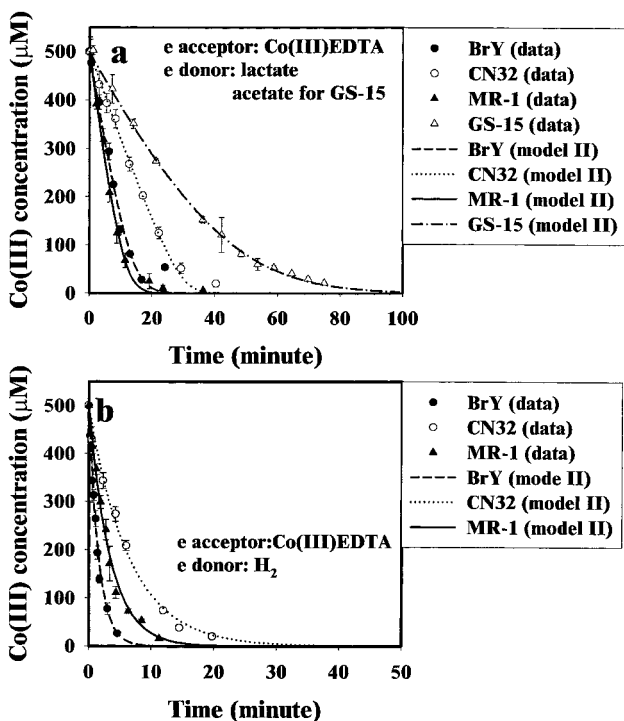 a
e acceptor: Co(III)EDTA
e donor: lactate
acetate for GS-15
Co(III) concentration (μM)
500
400
300
200
100
0
0 20 40 60 80 100
Time (minute)
BrY (data)
CN32 (data)
MR-1 (data)
GS-15 (data)
BrY (model II)
CN32 (model II)
MR-1 (model II)
GS-15 (model II)
b
e acceptor:Co(III)EDTA
e donor: H₂
Co(III) concentration (μM)
500
400
300
200
100
0
0 10 20 30 40 50
Time (minute)
BrY (data)
CN32 (data)
MR-1 (data)
BrY (mode II)
CN32 (model II)
MR-1 (model II)